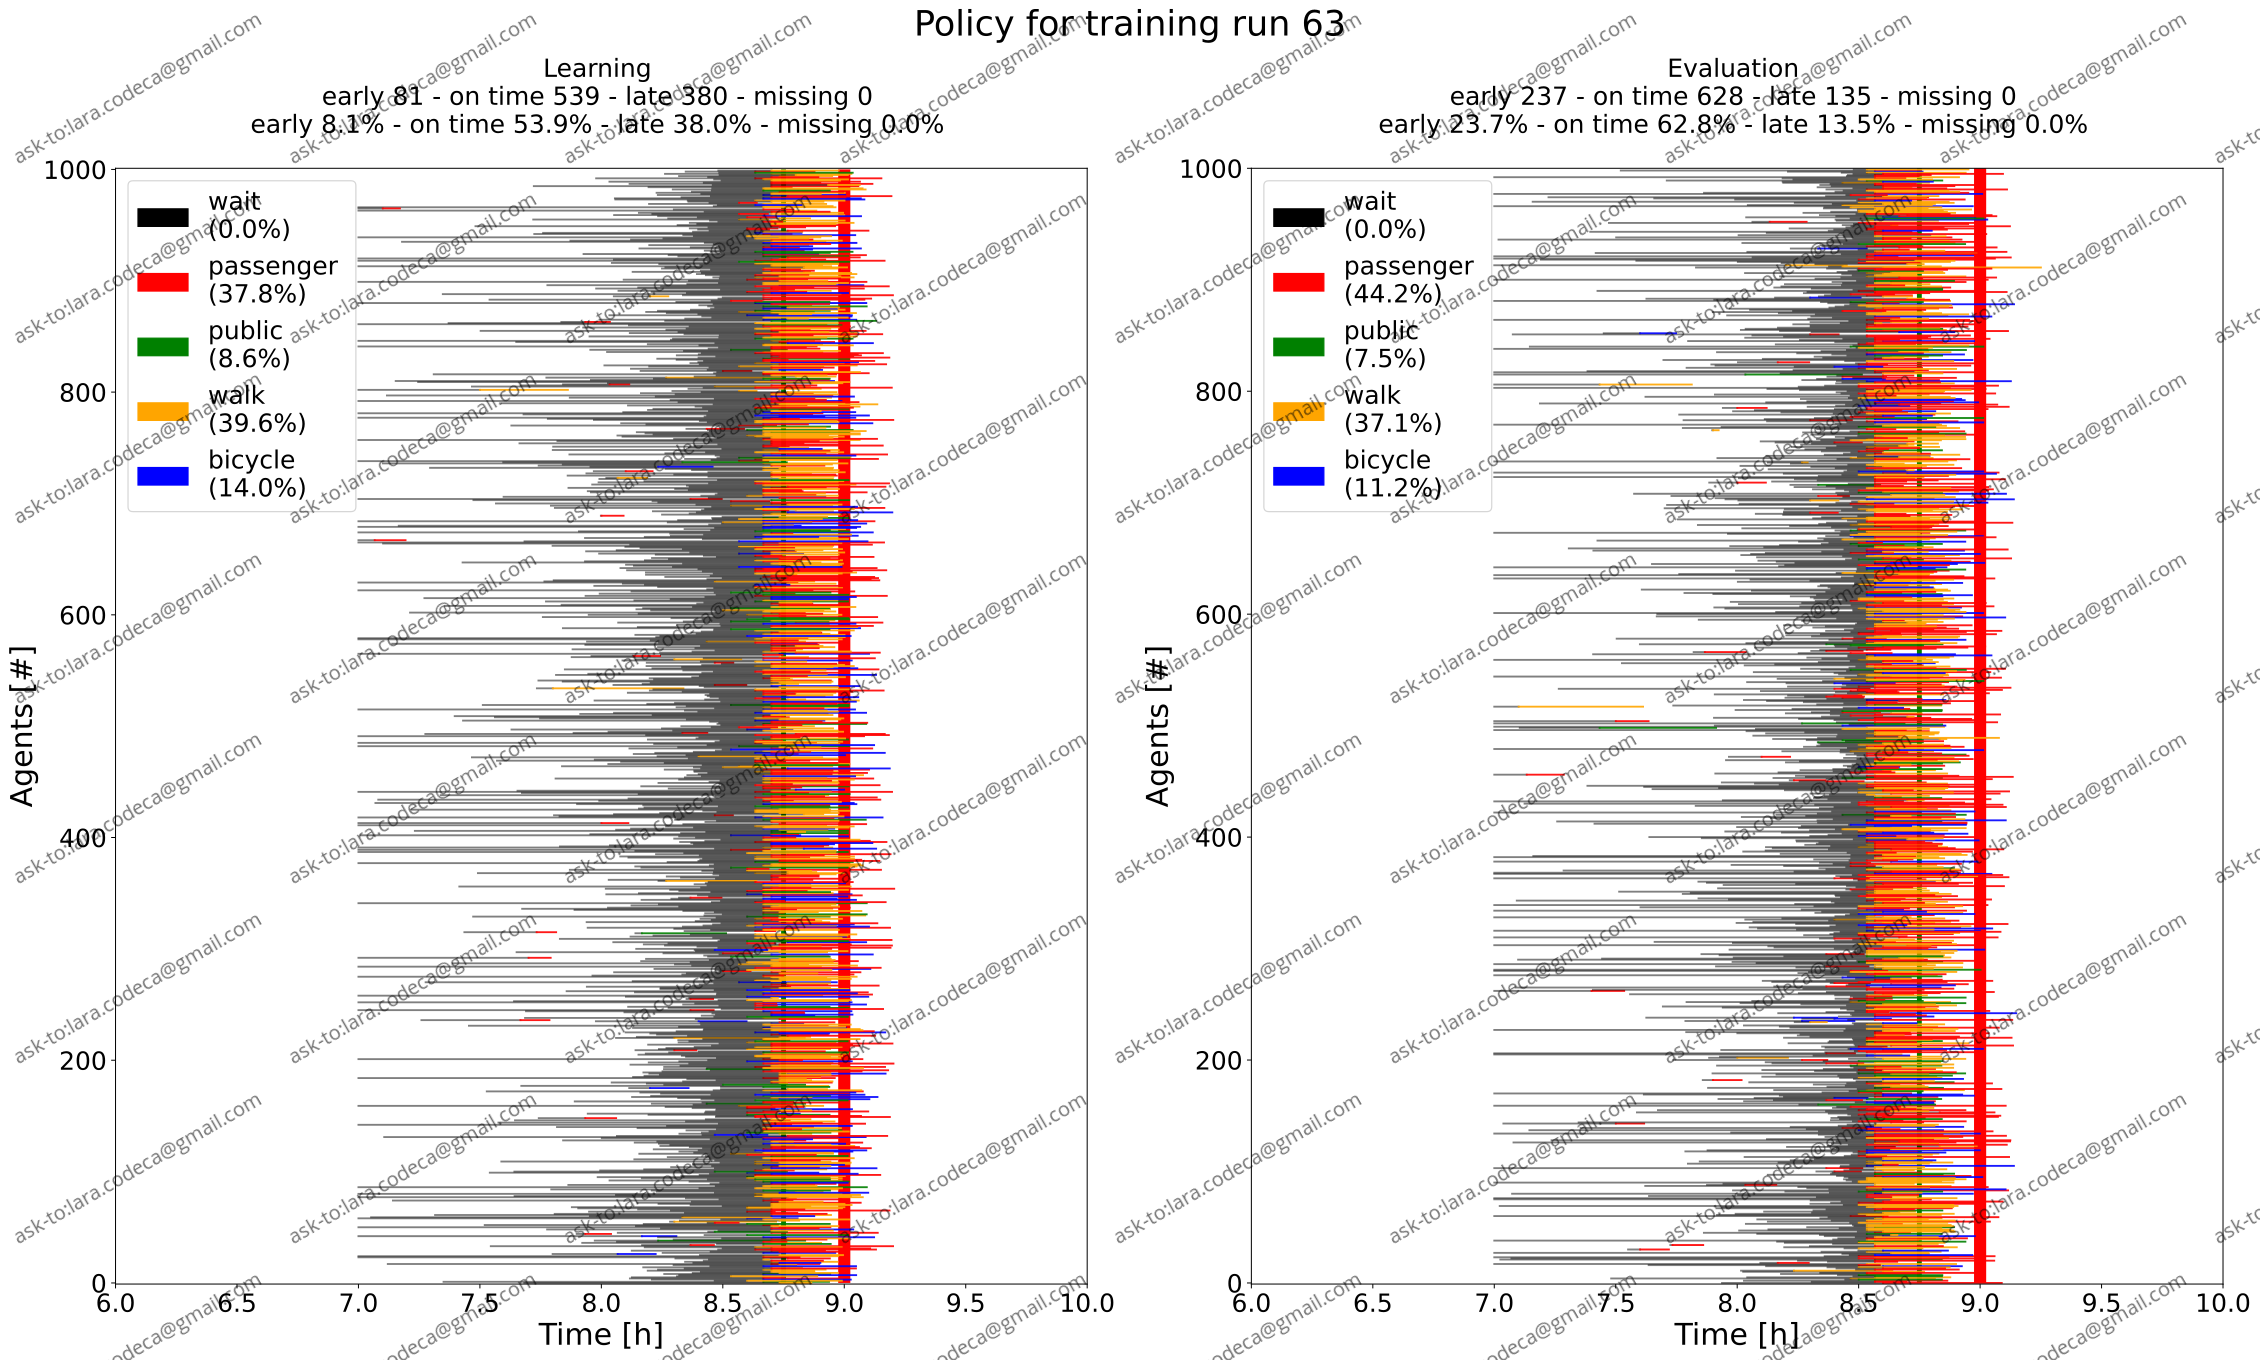 Policy for training run 63
Learning
early 81 - on time 539 - late 380 - missing 0
early 8.1% - on time 53.9% - late 38.0% - missing 0.0%
Agents [#]
1000
800
600
400
200
0
wait
(0.0%)
passenger
(37.8%)
public
(8.6%)
walk
(39.6%)
bicycle
(14.0%)
6.0 6.5 7.0 7.5 8.0 8.5 9.0 9.5 10.0
Time [h]
Evaluation
early 237 - on time 628 - late 135 - missing 0
early 23.7% - on time 62.8% - late 13.5% - missing 0.0%
Agents [#]
1000
800
600
400
200
0
wait
(0.0%)
passenger
(44.2%)
public
(7.5%)
walk
(37.1%)
bicycle
(11.2%)
6.0 6.5 7.0 7.5 8.0 8.5 9.0 9.5 10.0
Time [h]
ask-to:lara.codeca@gmail.com